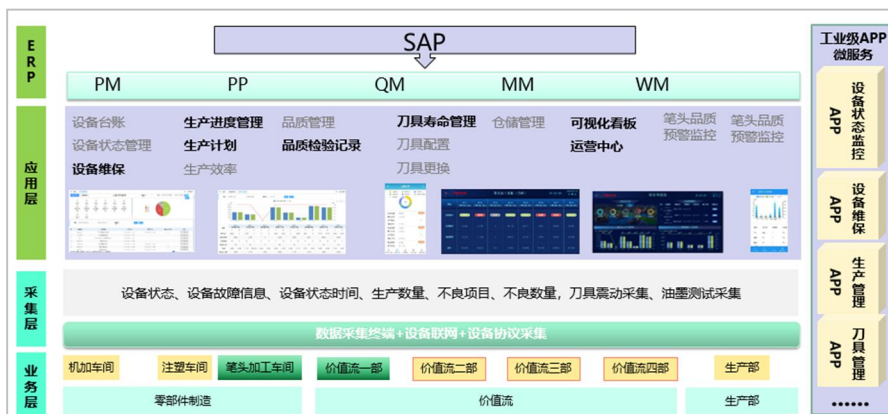 ERP
SAP
PM PP QM MM WM
应用层
设备台账 生产进度管理 品质管理 刀具寿命管理 仓储管理 可视化看板 笔头品质预警监控 笔头品质预警监控
设备状态管理 生产计划 品质检验记录 刀具配置 运营中心
设备维保 生产效率 刀具更换
采集层
设备状态、设备故障信息、设备状态时间、生产数量、不良项目、不良数量，刀具震动采集、油墨测试采集
数据采集终端+设备联网+设备协议采集
业务层
机加车间 注塑车间 笔头加工车间 价值流一部 价值流二部 价值流三部 价值流四部 生产部
零部件制造 价值流 生产部
工业级APP
微服务
设备状态监控APP
设备维保APP
生产管理APP
刀具管理APP
……